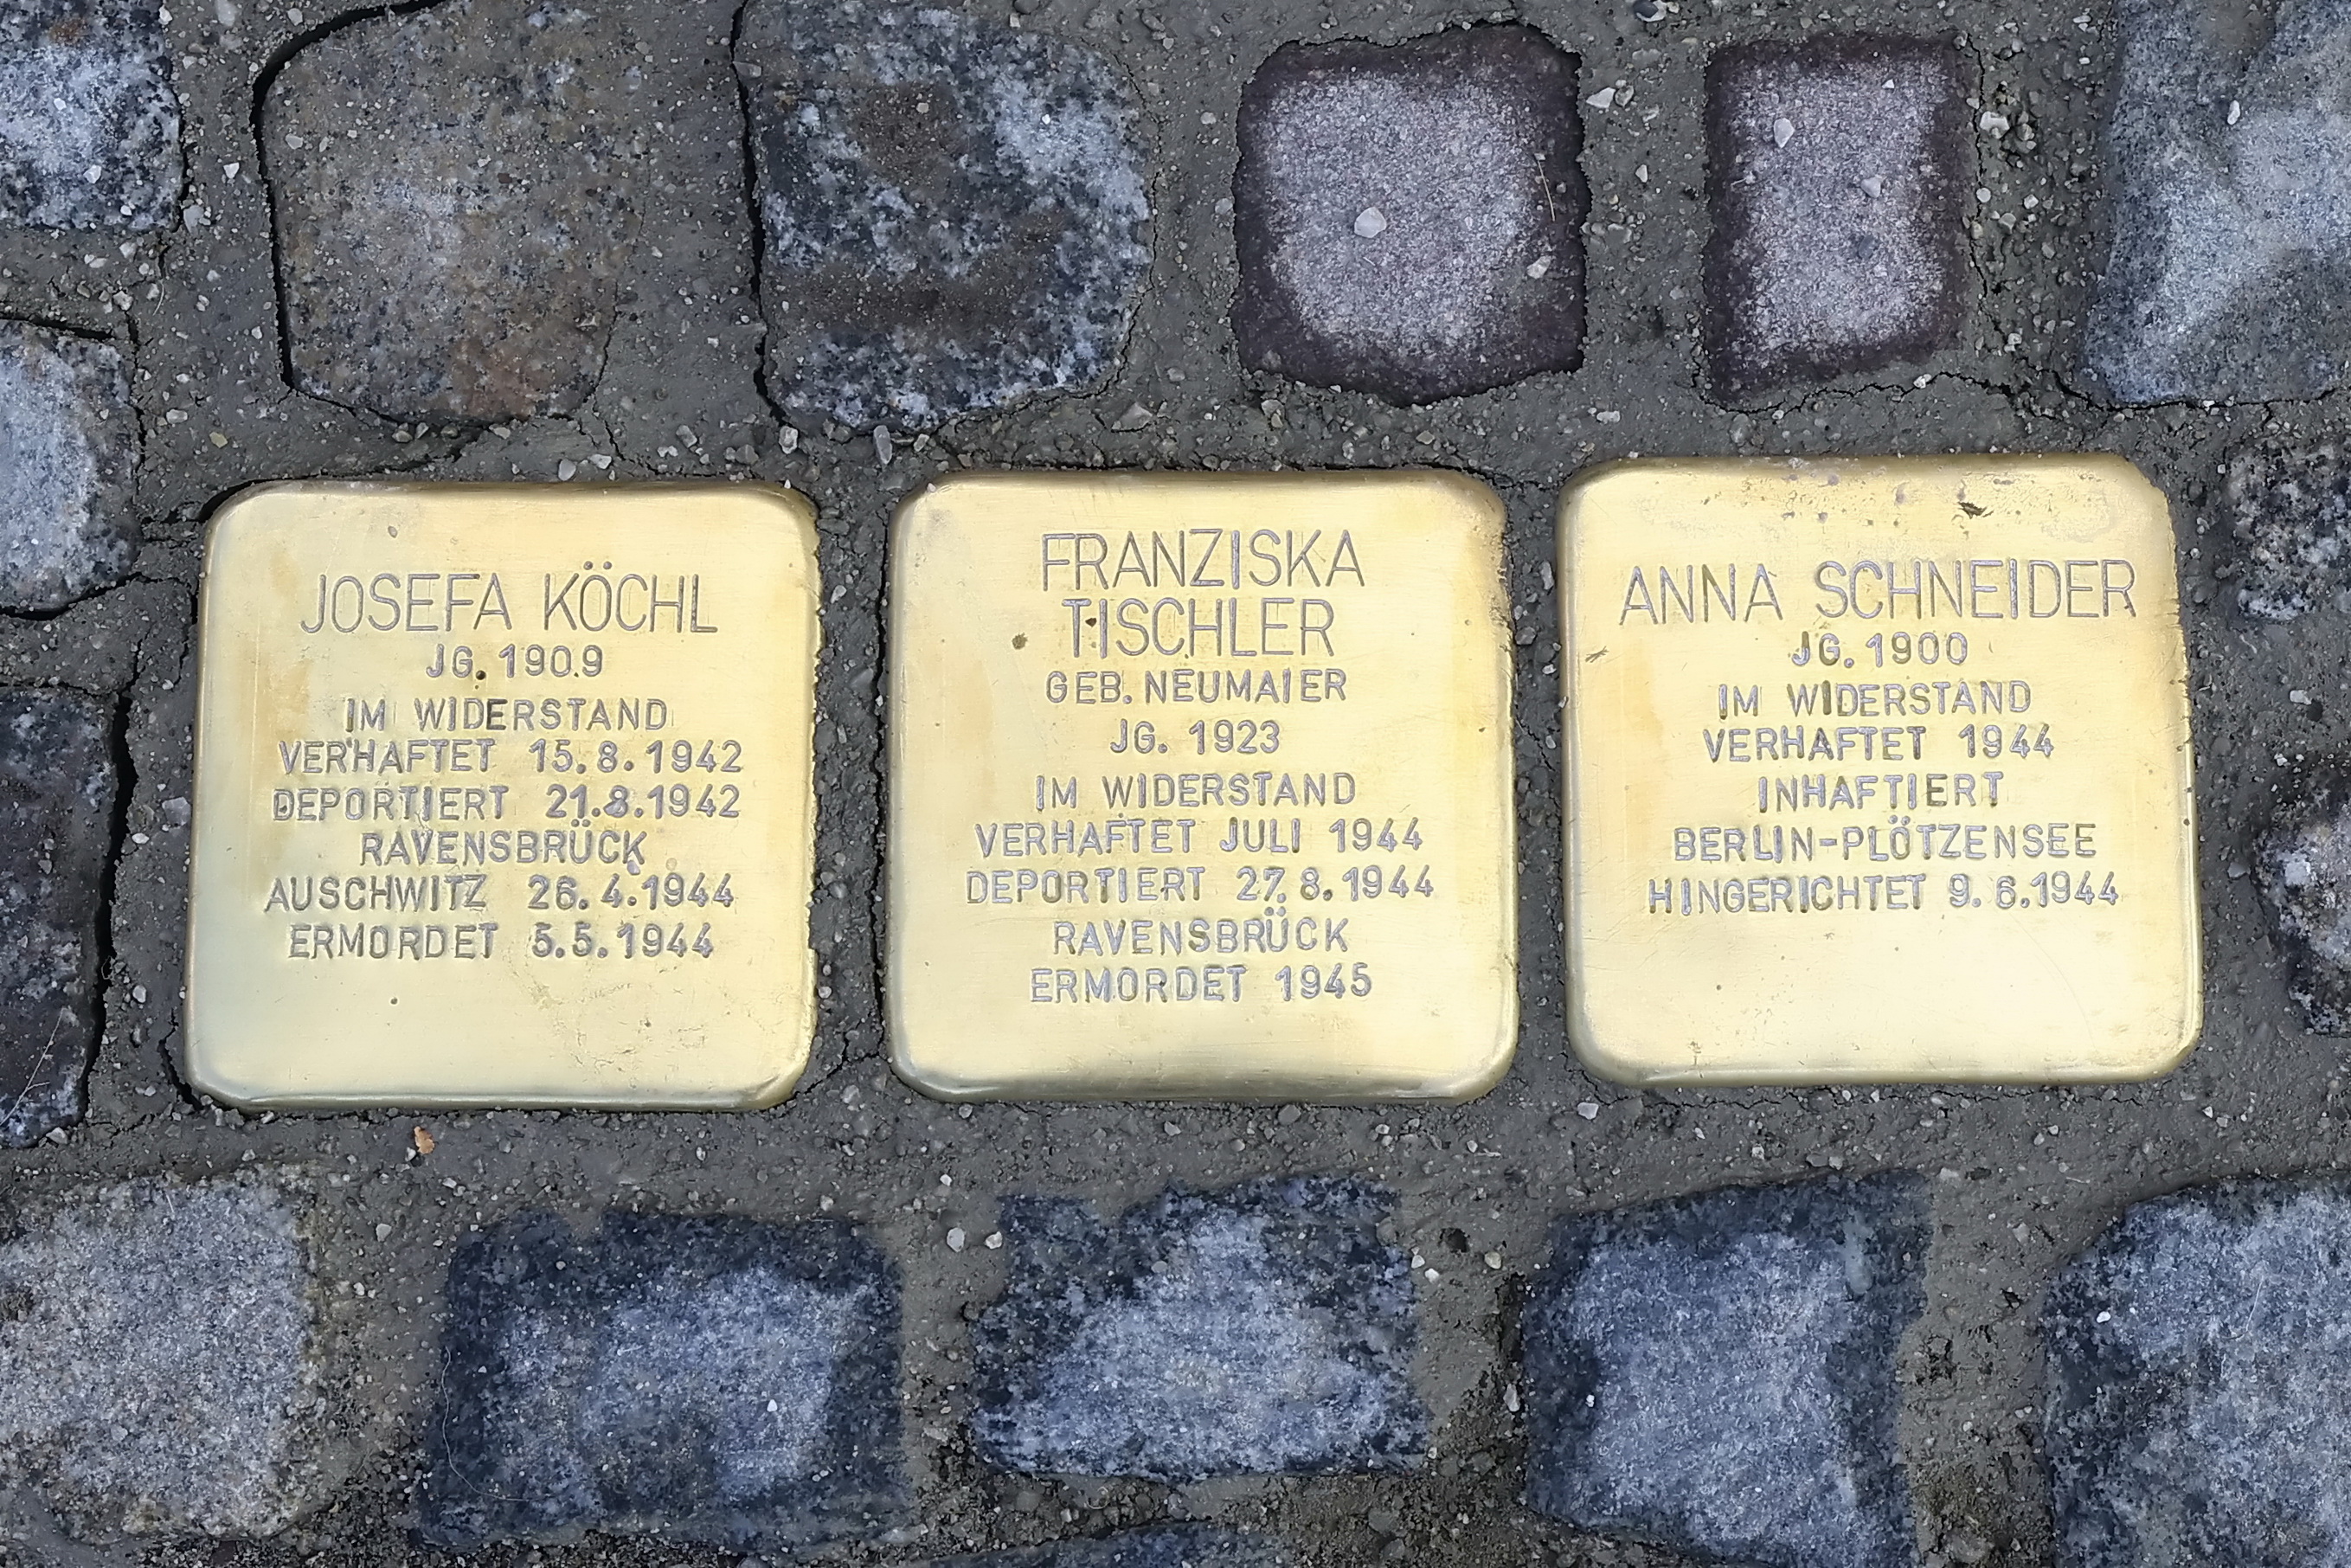 JOSEFA KÖCHL
JG. 1909
IM WIDERSTAND
VERHAFTET 15.8.1942
DEPORTIERT 21.8.1942
RAVENSBRÜCK
AUSCHWITZ 26.4.1944
ERMORDET 5.5.1944
FRANZISKA
TISCHLER
GEB. NEUMAIER
JG. 1923
IM WIDERSTAND
VERHAFTET JULI 1944
DEPORTIERT 27.8.1944
RAVENSBRÜCK
ERMORDET 1945
ANNA SCHNEIDER
JG. 1900
IM WIDERSTAND
VERHAFTET 1944
INHAFTIERT
BERLIN-PLÖTZENSEE
HINGERICHTET 9.6.1944